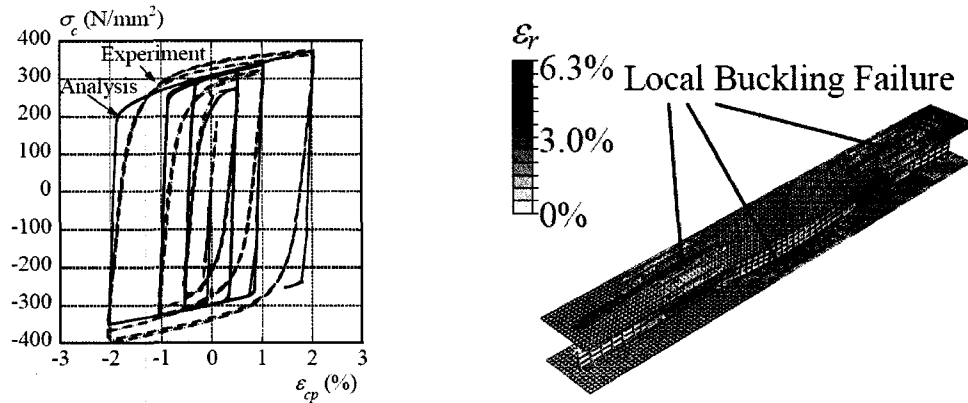 σc (N/mm²)
400
300
200
100
0
-100
-200
-300
-400
Experiment
Analysis
-3 -2 -1 0 1 2 3
εcp (%)
εr
6.3%
3.0%
0%
Local Buckling Failure